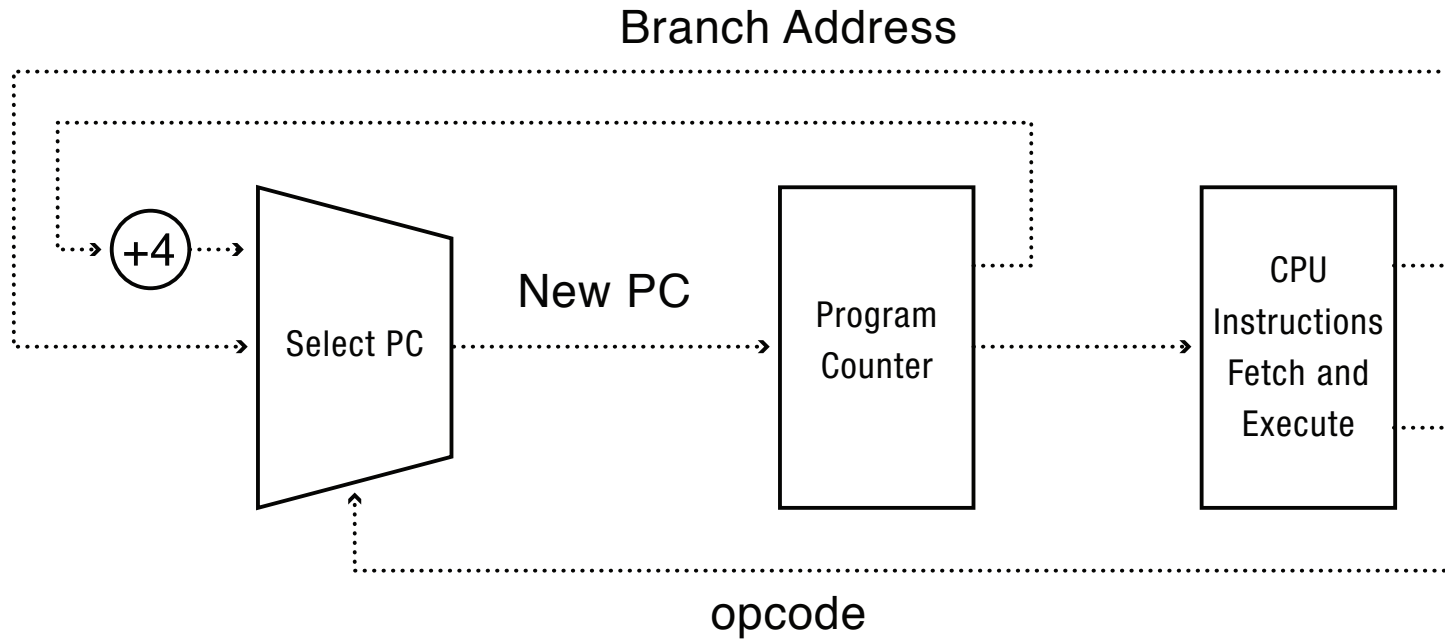 Branch Address
+4
Select PC
New PC
Program
Counter
CPU
Instructions
Fetch and
Execute
opcode